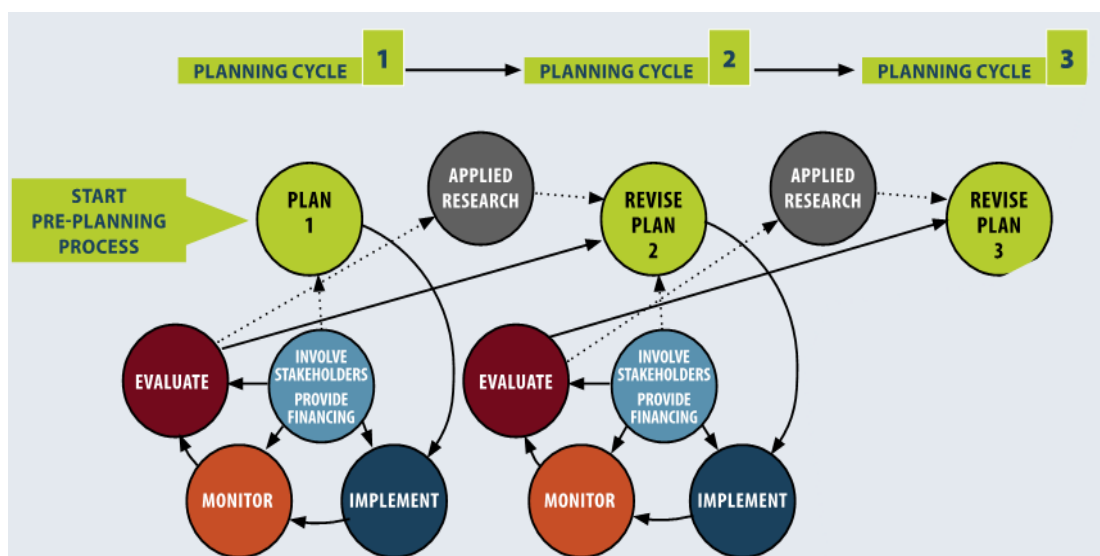 PLANNING CYCLE 1
PLANNING CYCLE 2
PLANNING CYCLE 3
START
PRE-PLANNING
PROCESS
PLAN
1
APPLIED
RESEARCH
REVISE
PLAN
2
APPLIED
RESEARCH
REVISE
PLAN
3
EVALUATE
INVOLVE
STAKEHOLDERS
PROVIDE
FINANCING
EVALUATE
INVOLVE
STAKEHOLDERS
PROVIDE
FINANCING
MONITOR
IMPLEMENT
MONITOR
IMPLEMENT